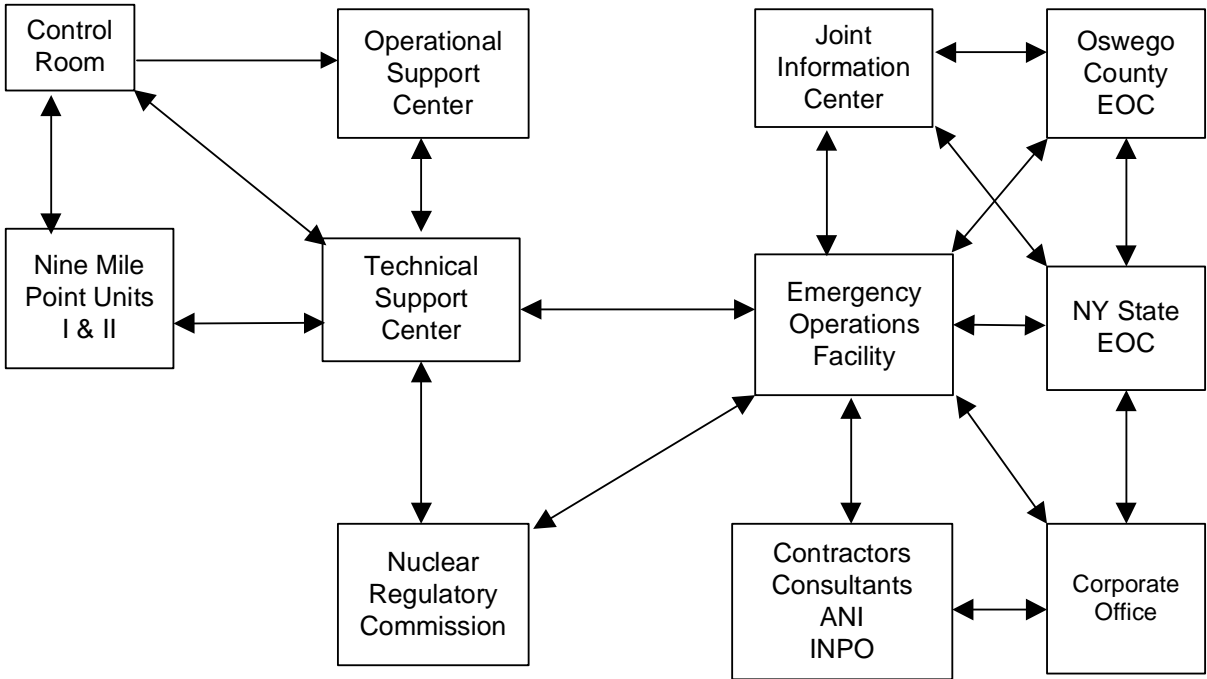 Control
Room
Operational
Support
Center
Joint
Information
Center
Oswego
County
EOC
Nine Mile
Point Units
I & II
Technical
Support
Center
Emergency
Operations
Facility
NY State
EOC
Nuclear
Regulatory
Commission
Contractors
Consultants
ANI
INPO
Corporate
Office